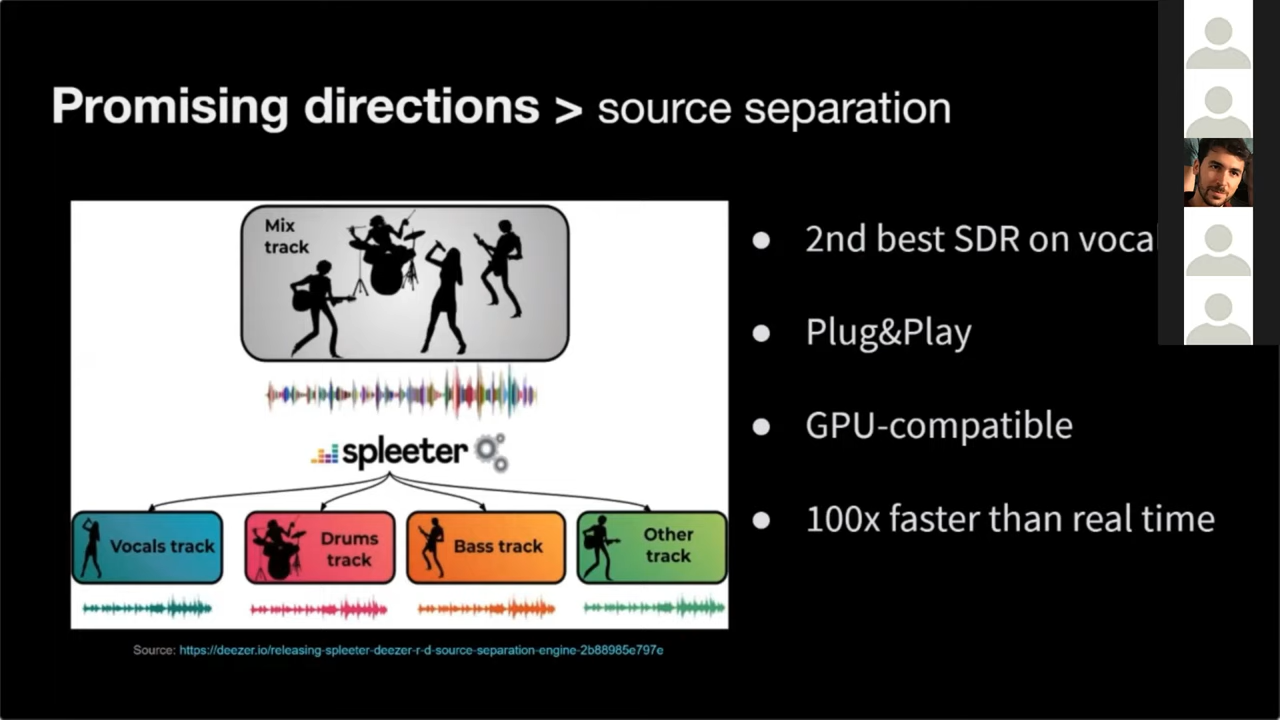 Promising directions > source separation
Mix
track
spleeter
Vocals track
Drums
track
Bass track
Other
track
Source: https://deezer.io/releasing-spleeter-deezer-r-d-source-separation-engine-2b88985e797e
● 2nd best SDR on vocal
● Plug&Play
● GPU-compatible
● 100x faster than real time